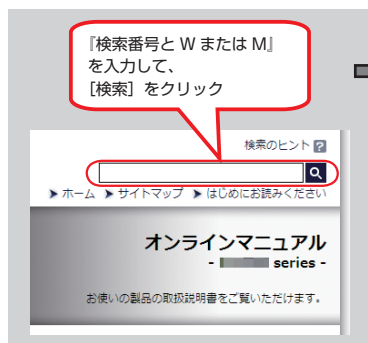 『検索番号と W または M』
を入力して、
［検索］をクリック
検索のヒント ?
➤ ホーム ➤ サイトマップ ➤ はじめにお読みください
オンラインマニュアル
- series -
お使いの製品の取扱説明書をご覧いただけます.